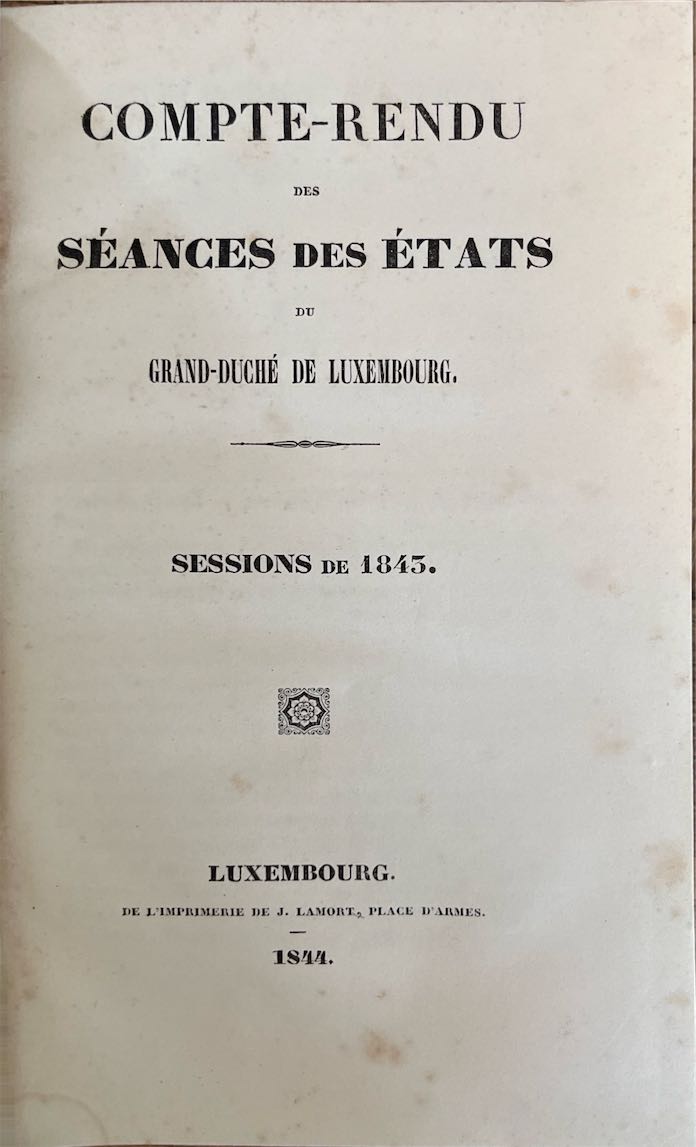 COMPTE-RENDU
DES
SÉANCES DES ÉTATS
DU
GRAND-DUCHÉ DE LUXEMBOURG.
SESSIONS DE 1843.
LUXEMBOURG.
DE L'IMPRIMERIE DE J. LAMORT, PLACE D'ARMES.
1844.